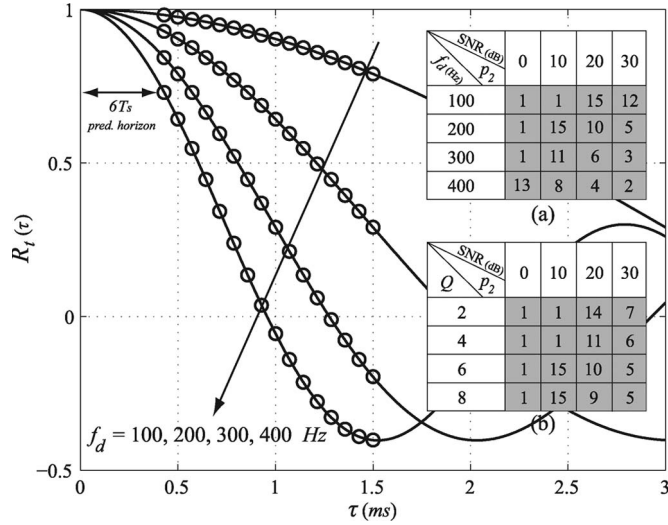 1
0.5
0
−0.5
0
0.5
1
1.5
2
2.5
3
R_t(τ)
τ (ms)
6T_s
pred. horizon
f_d = 100, 200, 300, 400 Hz
SNR (dB) 0 10 20 30
f_d (Hz) p_2
100 1 1 15 12
200 1 15 10 5
300 1 11 6 3
400 13 8 4 2
(a)
SNR (dB) 0 10 20 30
Q p_2
2 1 1 14 7
4 1 1 11 6
6 1 15 10 5
8 1 15 9 5
(b)